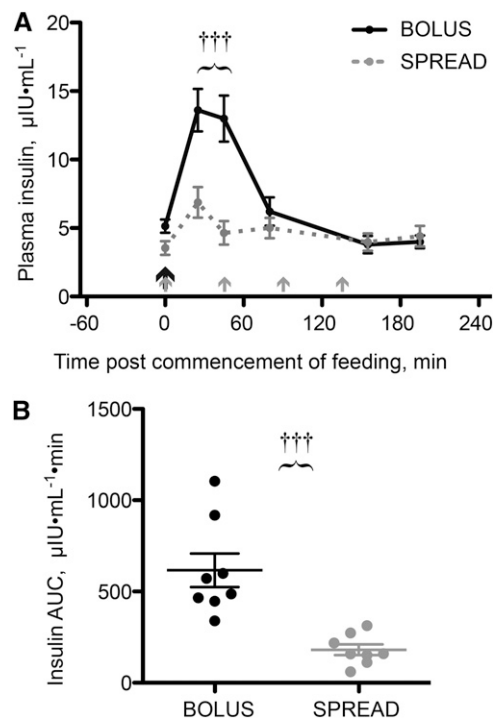 A
BOLUS
SPREAD
†††
Plasma insulin, μIU•mL⁻¹
20
15
10
5
0
-60 0 60 120 180 240
Time post commencement of feeding, min
B
†††
Insulin AUC, μIU•mL⁻¹•min
1500
1000
500
0
BOLUS SPREAD